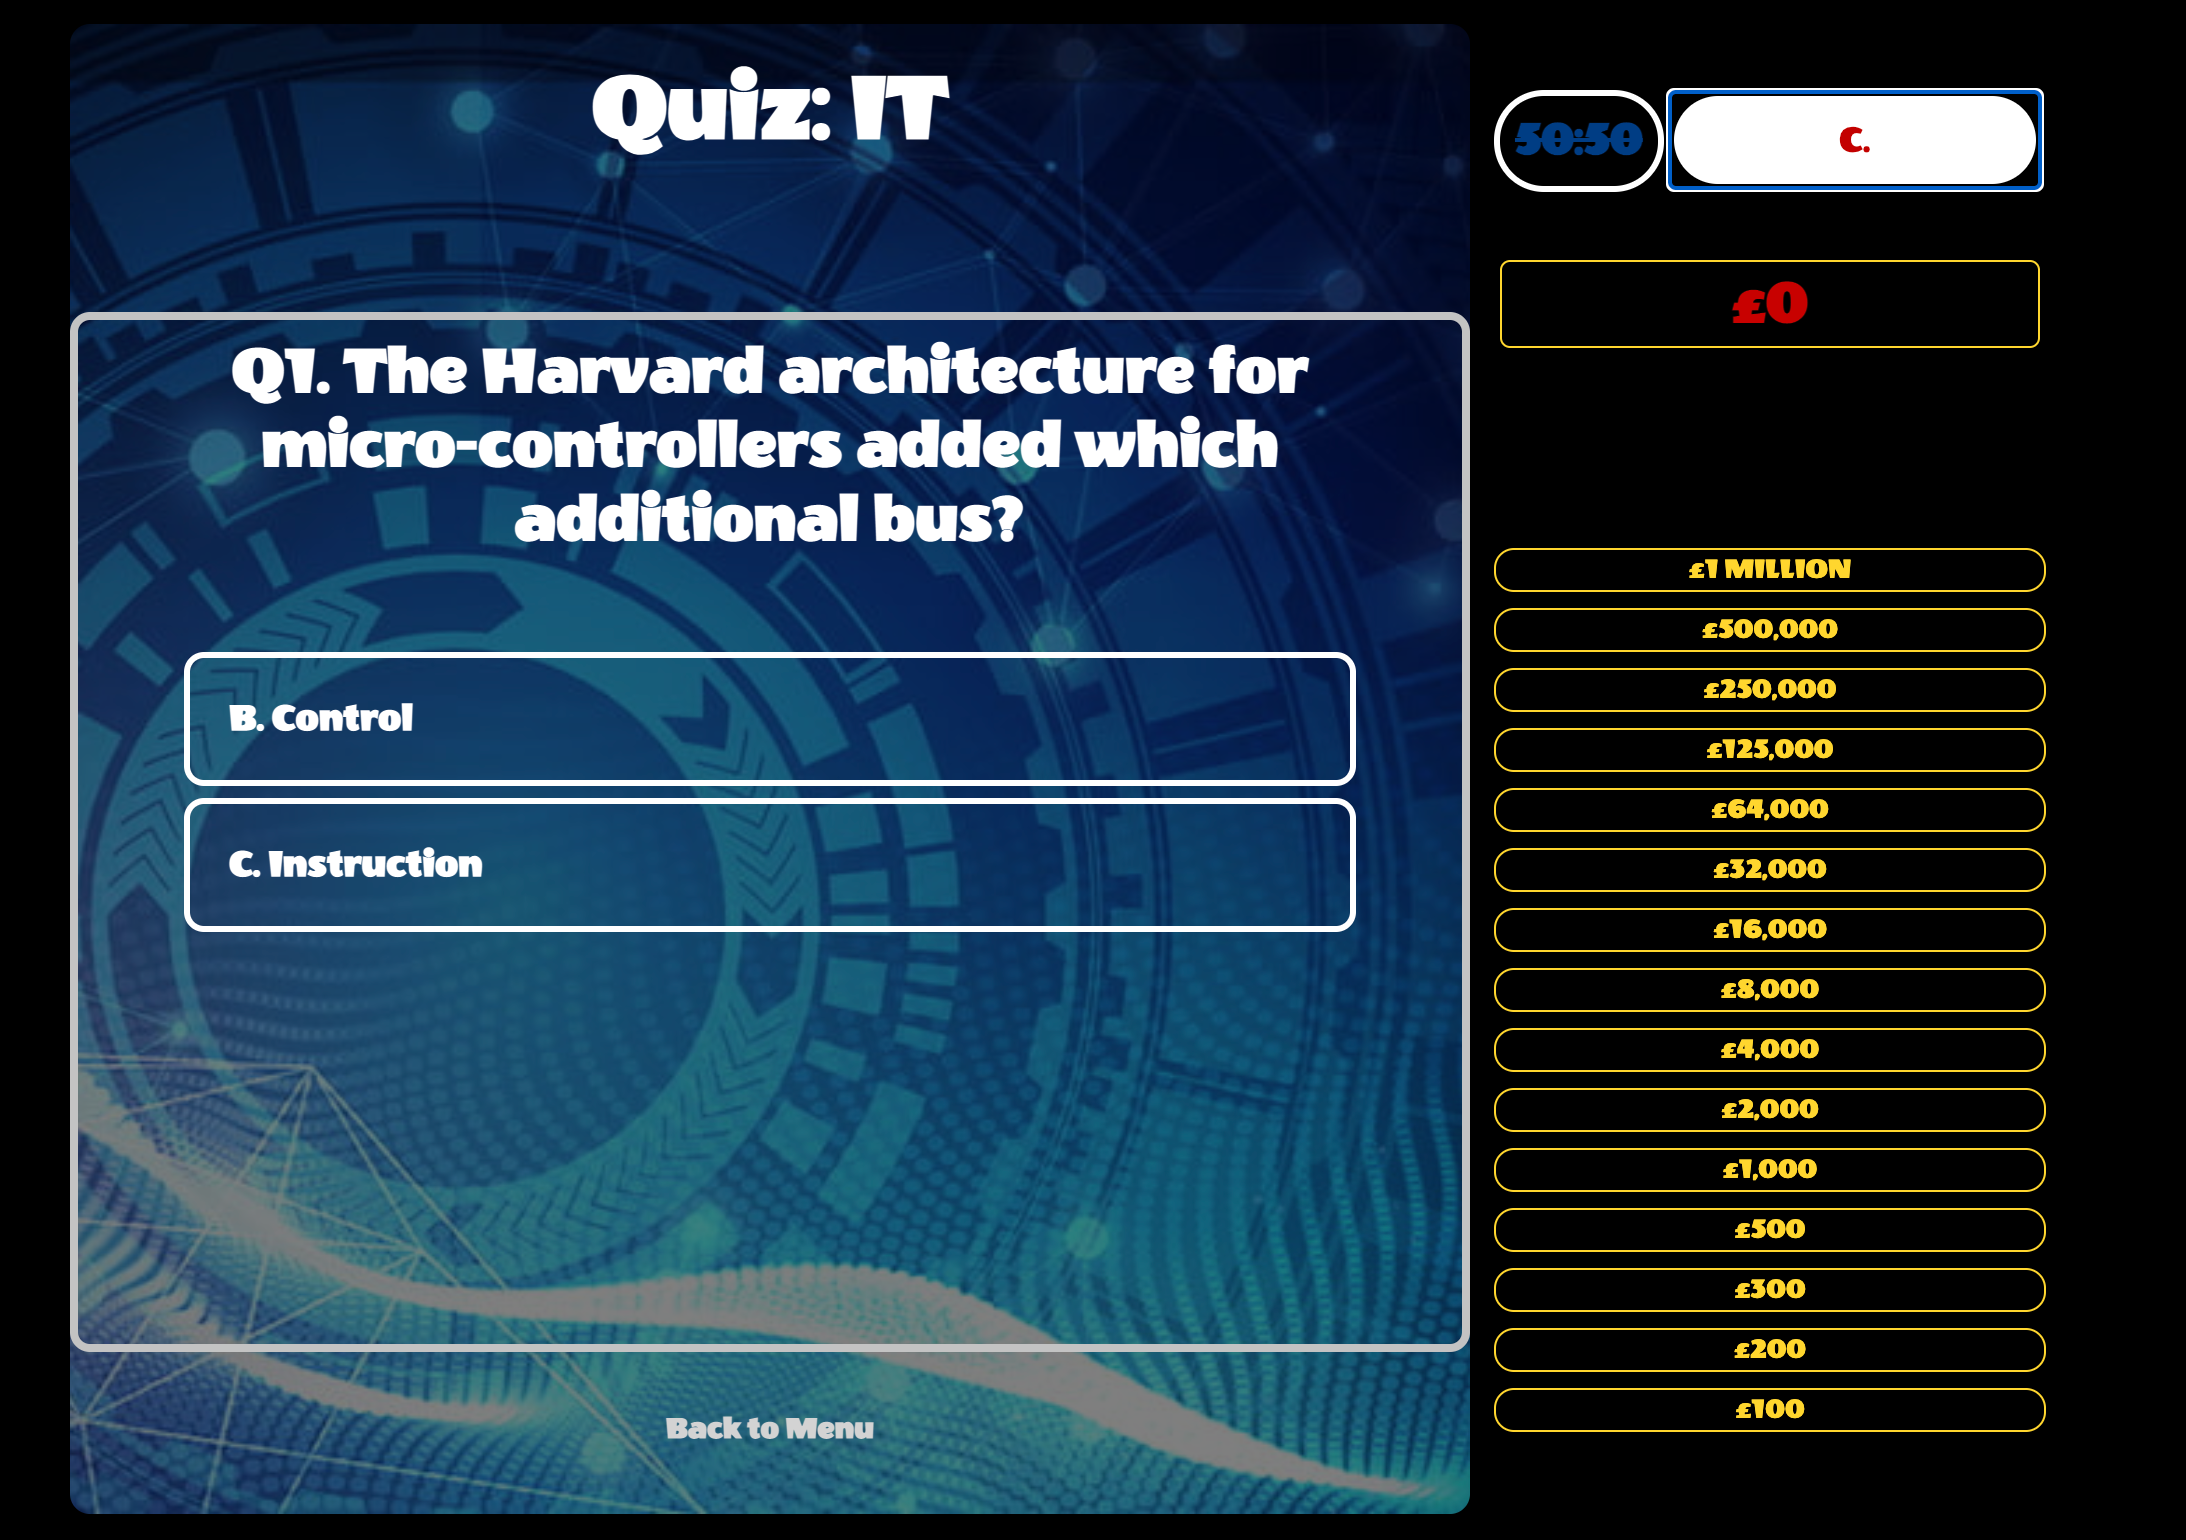 Quiz: IT
Q1. The Harvard architecture for
micro-controllers added which
additional bus?
B. Control
C. Instruction
Back to Menu
50:50
C.
£0
£1 MILLION
£500,000
£250,000
£125,000
£64,000
£32,000
£16,000
£8,000
£4,000
£2,000
£1,000
£500
£300
£200
£100